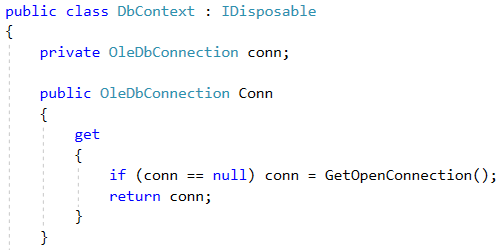 public class DbContext : IDisposable
{
    private OleDbConnection conn;
    public OleDbConnection Conn
    {
        get
        {
            if (conn == null) conn = GetOpenConnection();
            return conn;
        }
    }